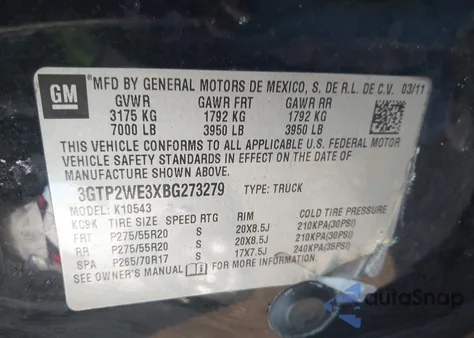 GM
MFD BY GENERAL MOTORS DE MEXICO, S. DE R.L. DE C.V. 03/11
GVWR GAWR FRT GAWR RR
3175 KG 1792 KG 1792 KG
7000 LB 3950 LB 3950 LB
THIS VEHICLE CONFORMS TO ALL APPLICABLE U.S. FEDERAL MOTOR
VEHICLE SAFETY STANDARDS IN EFFECT ON THE DATE OF
MANUFACTURE SHOWN ABOVE.
3GTP2WE3XBG273279 TYPE: TRUCK
MODEL: K10543
KC9K TIRE SIZE SPEED RTG RIM COLD TIRE PRESSURE
FRT P275/55R20 S 20X8.5J 210KPA(30PSI)
RR P275/55R20 S 20X8.5J 210KPA(30PSI)
SPA P265/70R17 S 17X7.5J 240KPA(35PSI)
SEE OWNER'S MANUAL FOR ADDITIONAL INFORMATION
autoSnap